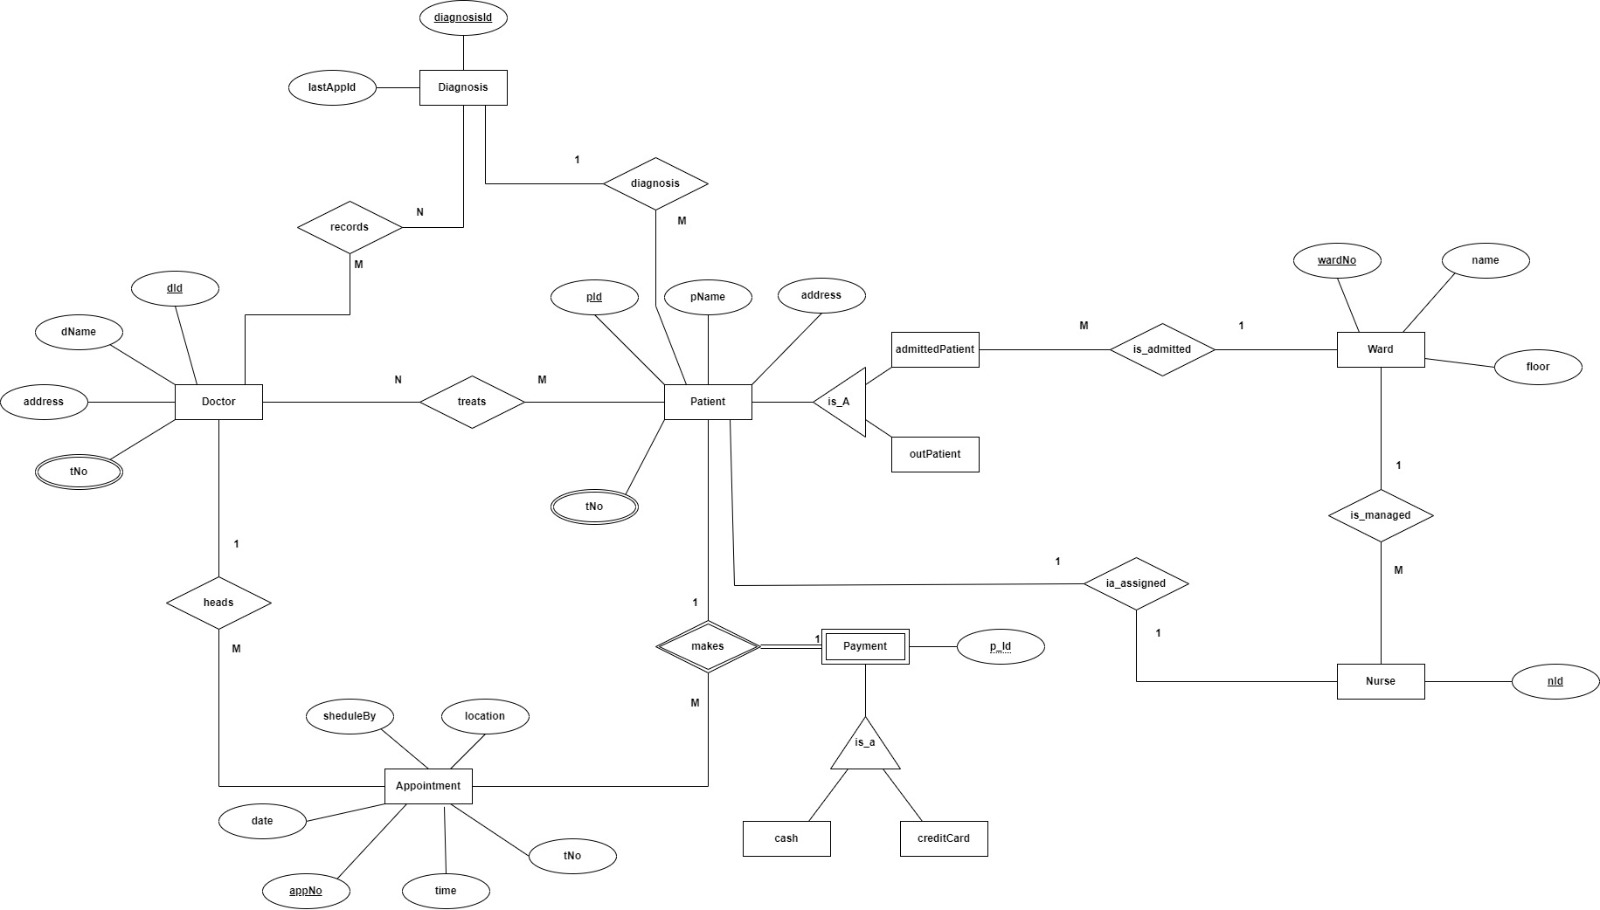 diagnosisId
lastAppId
Diagnosis
1
diagnosis
N
M
records
M
dId
pId
pName
address
wardNo
name
dName
M
1
admittedPatient
is_admitted
Ward
floor
N
M
address
Doctor
treats
Patient
is_A
outPatient
tNo
1
tNo
is_managed
1
1
M
ia_assigned
heads
1
1
M
makes
1
Payment
p_Id
Nurse
nId
M
sheduleBy
location
is_a
Appointment
date
cash
creditCard
tNo
appNo
time